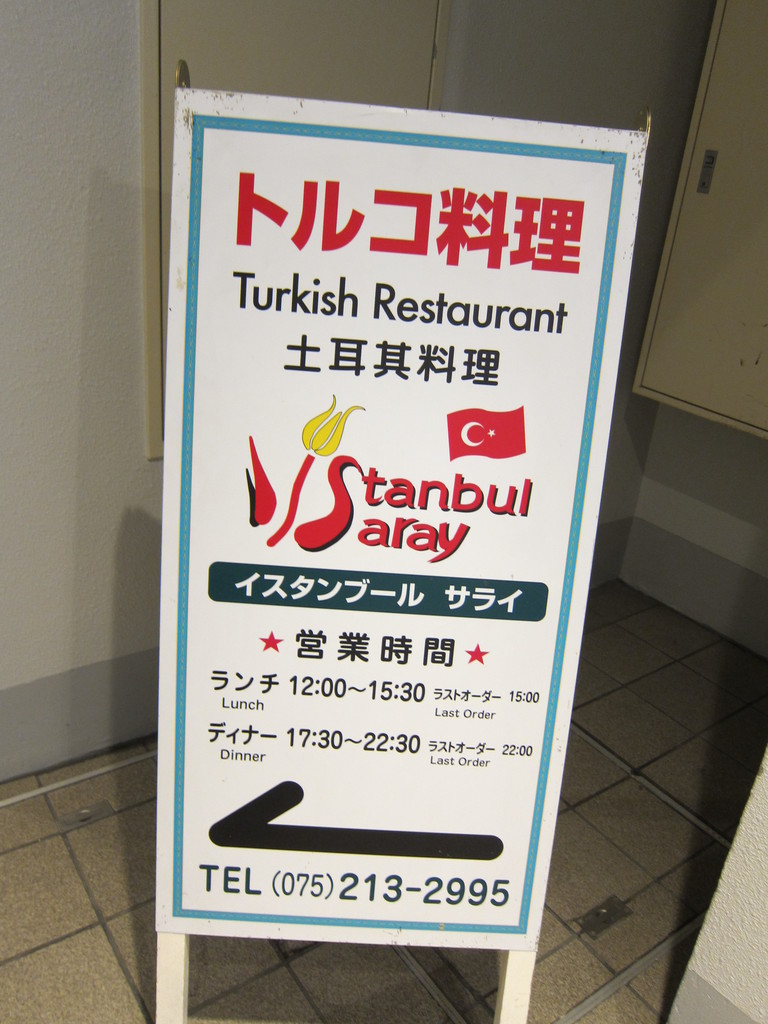 トルコ料理
Turkish Restaurant
土耳其料理
istanbul
Saray
イスタンブール サライ
★営業時間★
ランチ 12:00～15:30 ラストオーダー 15:00
Lunch Last Order
ディナー 17:30～22:30 ラストオーダー 22:00
Dinner Last Order
TEL (075) 213-2995